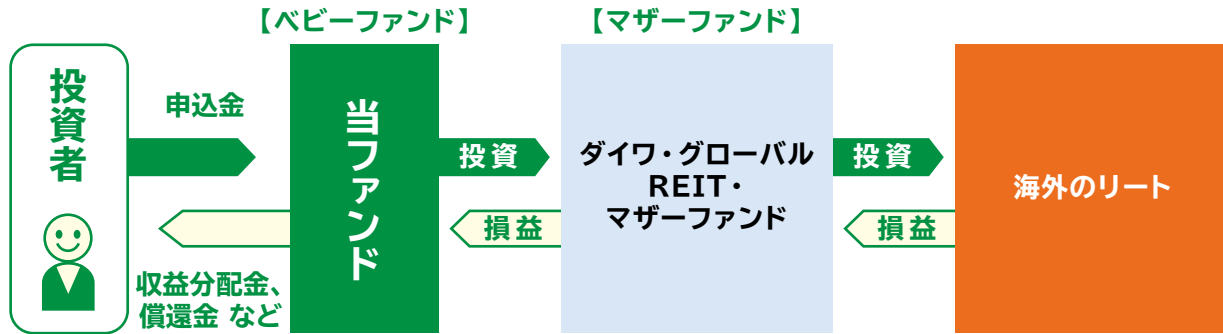 【ベビーファンド】
【マザーファンド】
投資者
申込金
収益分配金、
償還金 など
当ファンド
投資
損益
ダイワ・グローバル
REIT・
マザーファンド
投資
損益
海外のリート